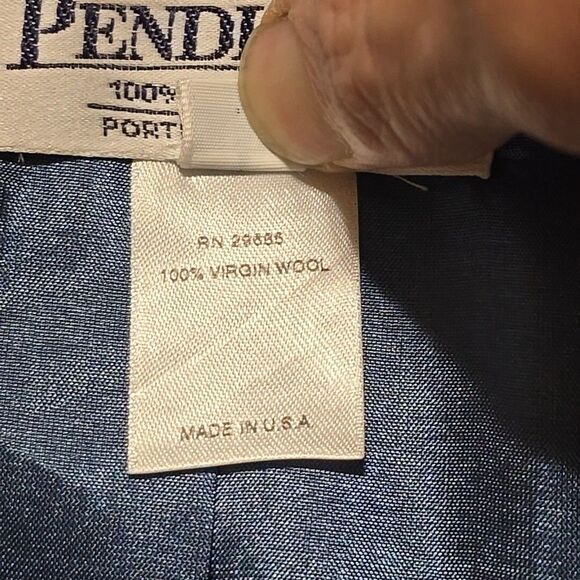 PENDL
100%
PORT
RN 29685
100% VIRGIN WOOL
MADE IN U.S.A